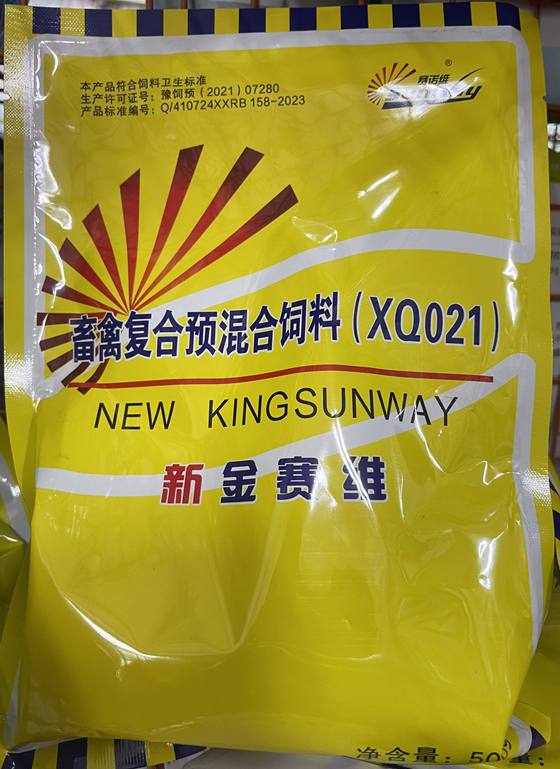 本产品符合饲料卫生标准
生产许可证号：豫饲预（2021）07280
产品标准编号：Q/410724XXRB 158-2023
赛诺维®
畜禽复合预混合饲料（XQ021）
NEW KINGSUNWAY
新金赛维
净含量：50